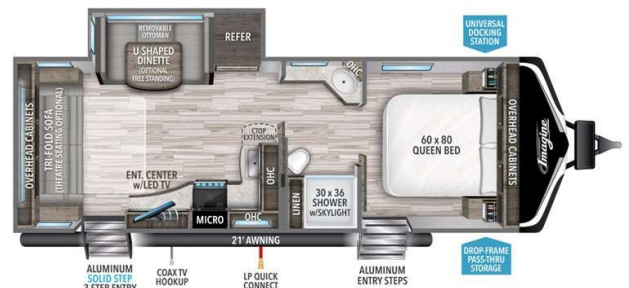 REMOVABLE
OTTOMAN
U-SHAPED
DINETTE
(OPTIONAL
FREE STANDING)
REFER
OHC
UNIVERSAL
DOCKING
STATION
OVERHEAD CABINETS
TRI-FOLD SOFA
(THEATRE SEATING OPTIONAL)
CTOP
EXTENSION
60 x 80
QUEEN BED
OVERHEAD CABINETS
Imagine
ENT. CENTER
w/LED TV
OHC
LINEN
30 x 36
SHOWER
w/SKYLIGHT
MICRO
OHC
21' AWNING
ALUMINUM
SOLID STEP
3 STEP ENTRY
COAX TV
HOOKUP
LP QUICK
CONNECT
ALUMINUM
ENTRY STEPS
DROP-FRAME
PASS-THRU
STORAGE